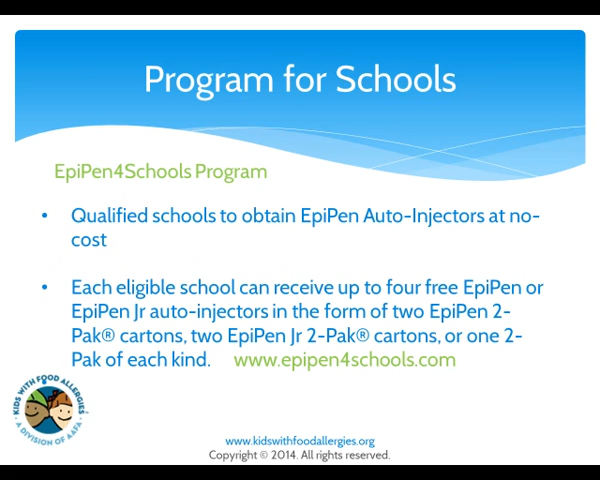 Program for Schools
EpiPen4Schools Program
• Qualified schools to obtain EpiPen Auto-Injectors at no-
cost
• Each eligible school can receive up to four free EpiPen or
EpiPen Jr auto-injectors in the form of two EpiPen 2-
Pak® cartons, two EpiPen Jr 2-Pak® cartons, or one 2-
Pak of each kind. www.epipen4schools.com
KIDS WITH FOOD ALLERGIES
• A DIVISION OF AAFA •
www.kidswithfoodallergies.org
Copyright © 2014. All rights reserved.